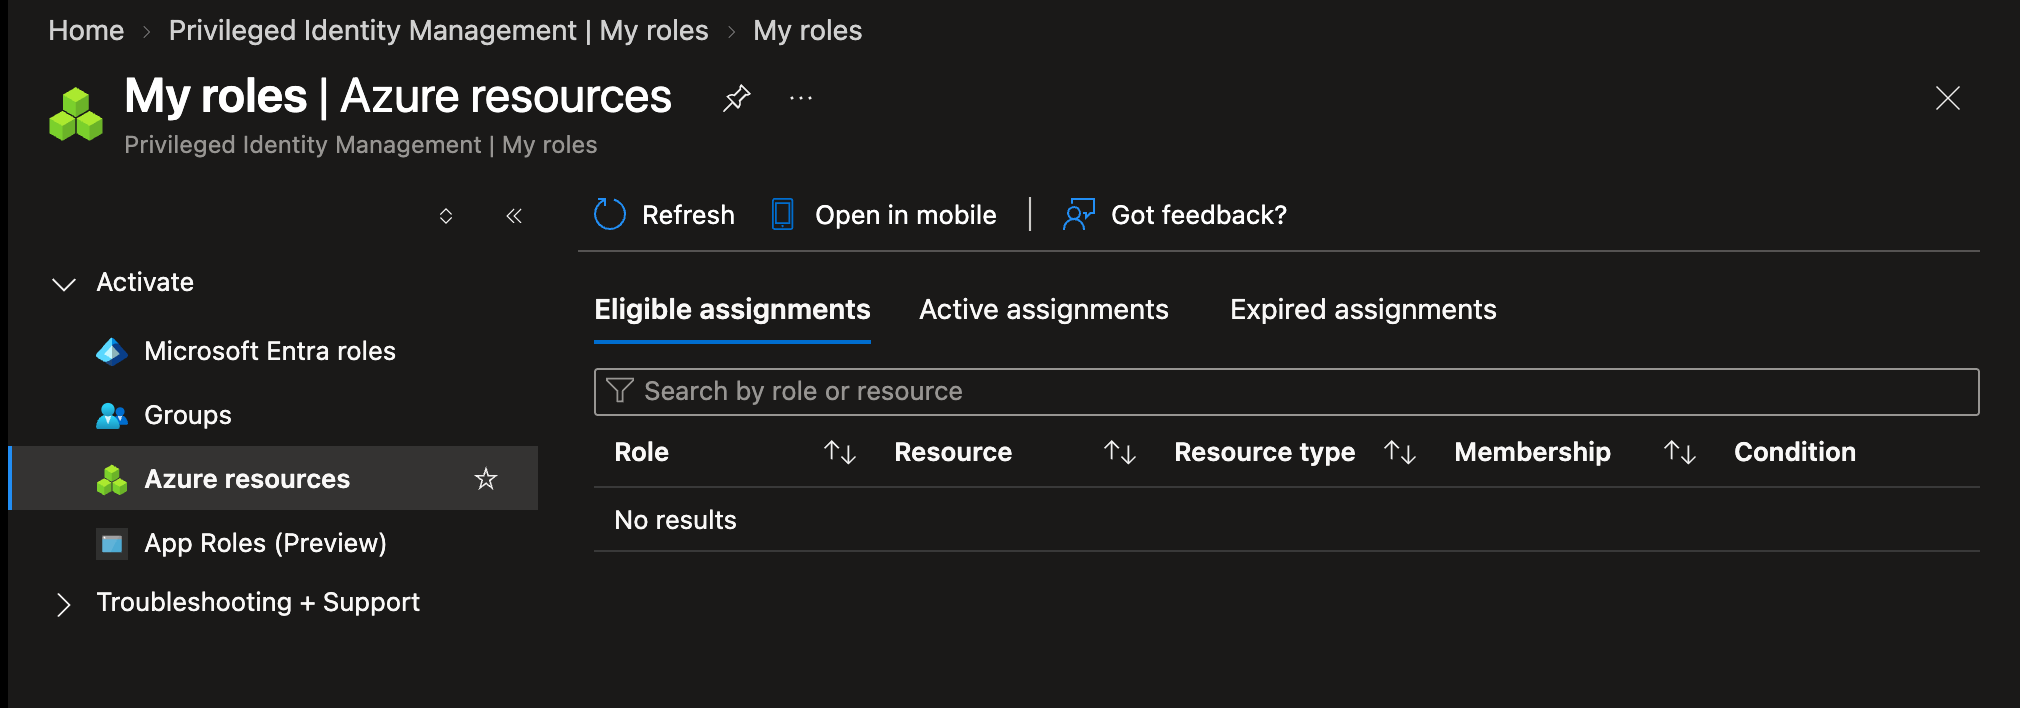 Home > Privileged Identity Management | My roles > My roles
My roles | Azure resources
Privileged Identity Management | My roles
Refresh Open in mobile Got feedback?
Activate
Microsoft Entra roles
Groups
Azure resources
App Roles (Preview)
Troubleshooting + Support
Eligible assignments Active assignments Expired assignments
Search by role or resource
Role Resource Resource type Membership Condition
No results